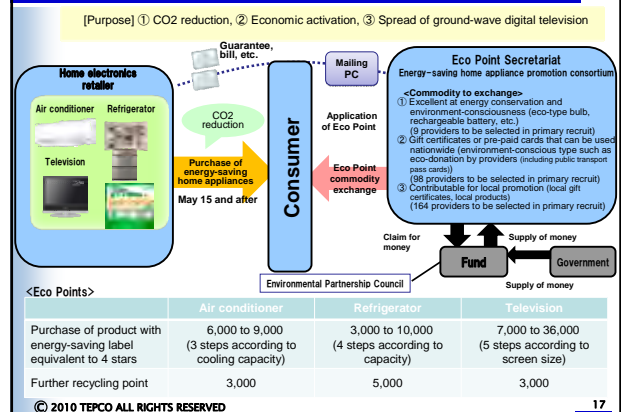 [Purpose] ① CO2 reduction, ② Economic activation, ③ Spread of ground-wave digital television
Guarantee,
bill, etc.
Mailing
PC
Home electronics
retailer
Air conditioner
Refrigerator
Television
CO2
reduction
Purchase of
energy-saving
home appliances
May 15 and after
Consumer
Application
of Eco Point
Eco Point
commodity
exchange
Eco Point Secretariat
Energy-saving home appliance promotion consortium
<Commodity to exchange>
① Excellent at energy conservation and
environment-consciousness (eco-type bulb,
rechargeable battery, etc.)
(9 providers to be selected in primary recruit)
② Gift certificates or pre-paid cards that can be used
nationwide (environment-conscious type such as
eco-donation by providers (including public transport
pass cards))
(98 providers to be selected in primary recruit)
③ Contributable for local promotion (local gift
certificates, local products)
(164 providers to be selected in primary recruit)
Claim for
money
Supply of money
Fund
Government
Supply of money
Environmental Partnership Council
<Eco Points>
Air conditioner Refrigerator Television
Purchase of product with
energy-saving label
equivalent to 4 stars
6,000 to 9,000
(3 steps according to
cooling capacity)
3,000 to 10,000
(4 steps according to
capacity)
7,000 to 36,000
(5 steps according to
screen size)
Further recycling point 3,000 5,000 3,000
© 2010 TEPCO ALL RIGHTS RESERVED
17